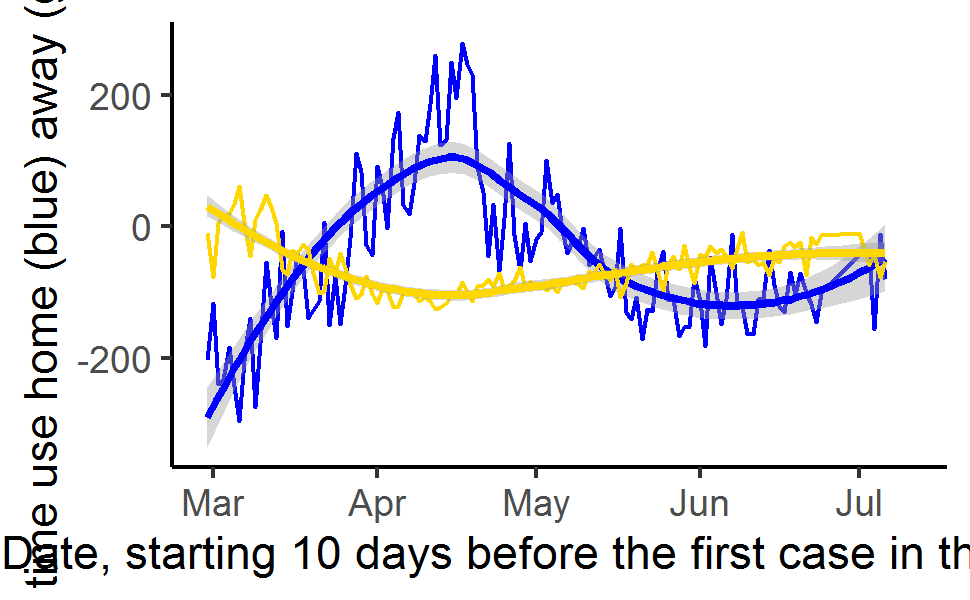 time use home (blue) away (
200
0
-200
Mar Apr May Jun Jul
Date, starting 10 days before the first case in th